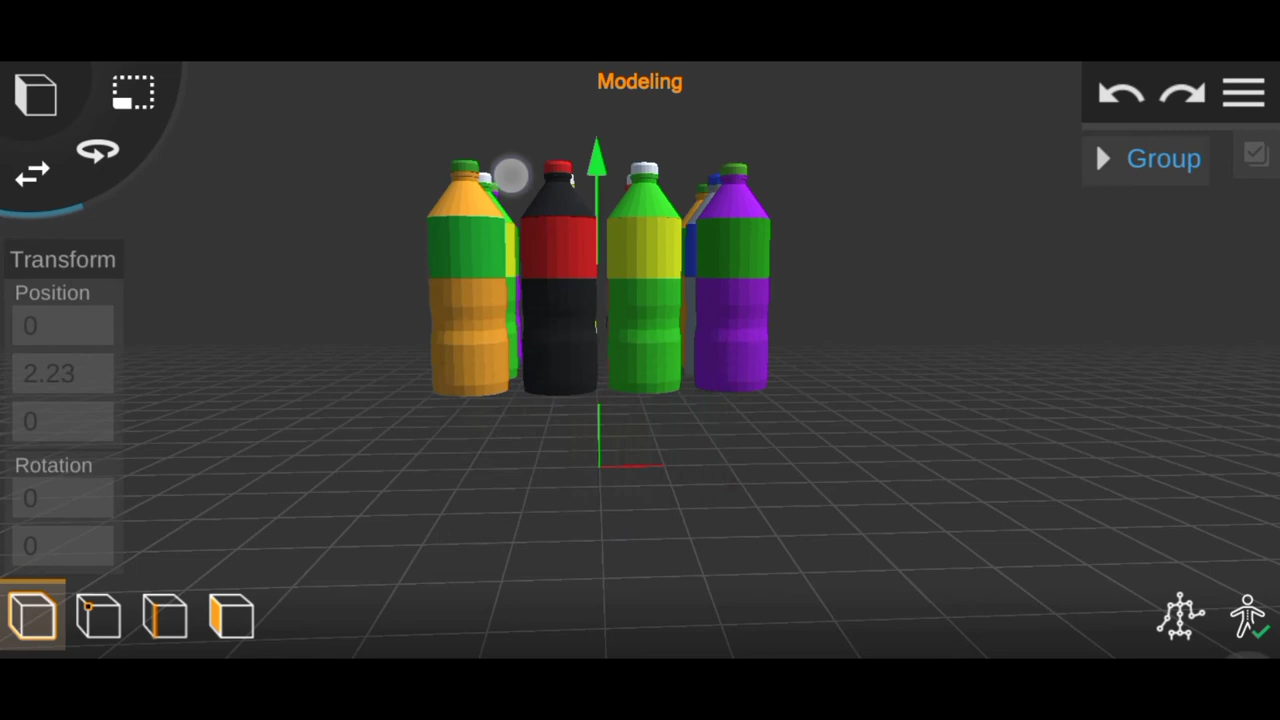 Modeling
Group
Transform
Position
0
2.23
0
Rotation
0
0